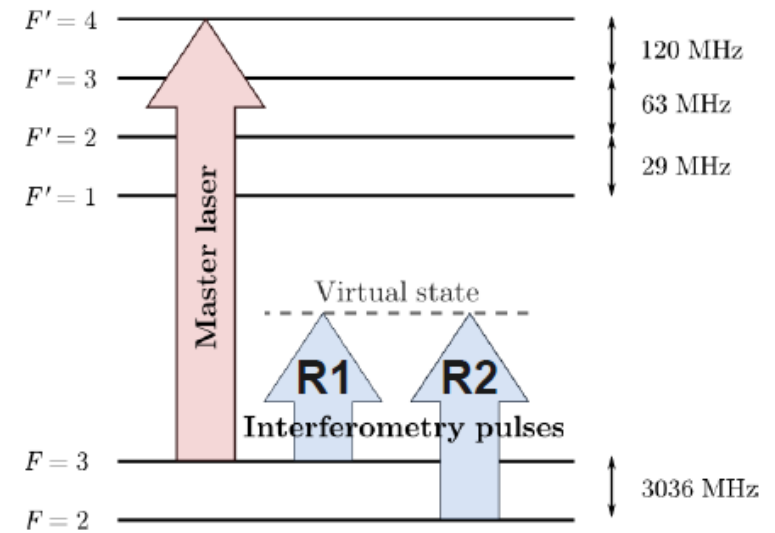 F′ = 4
120 MHz
F′ = 3
63 MHz
F′ = 2
29 MHz
F′ = 1
Master laser
Virtual state
R1 R2
Interferometry pulses
F = 3
3036 MHz
F = 2